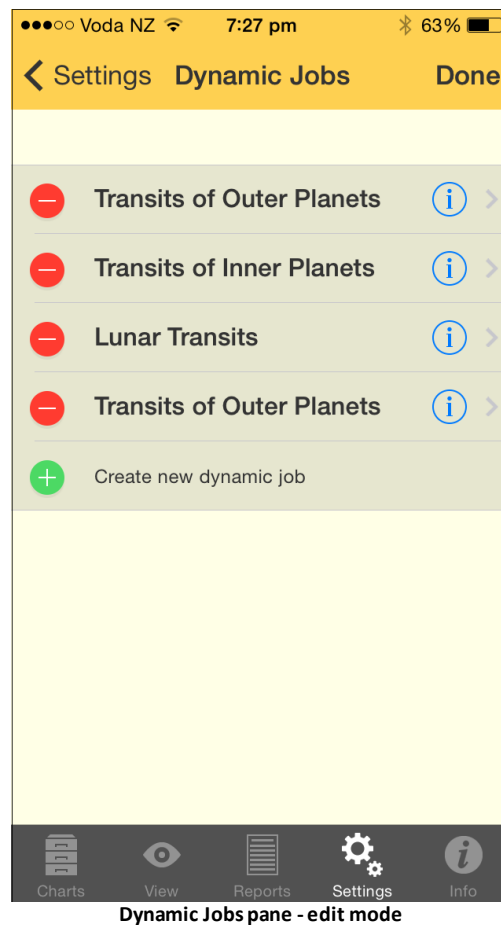 Voda NZ 7:27 pm 63%
Settings Dynamic Jobs Done
Transits of Outer Planets i
Transits of Inner Planets i
Lunar Transits i
Transits of Outer Planets i
Create new dynamic job
Charts View Reports Settings Info
Dynamic Jobs pane - edit mode